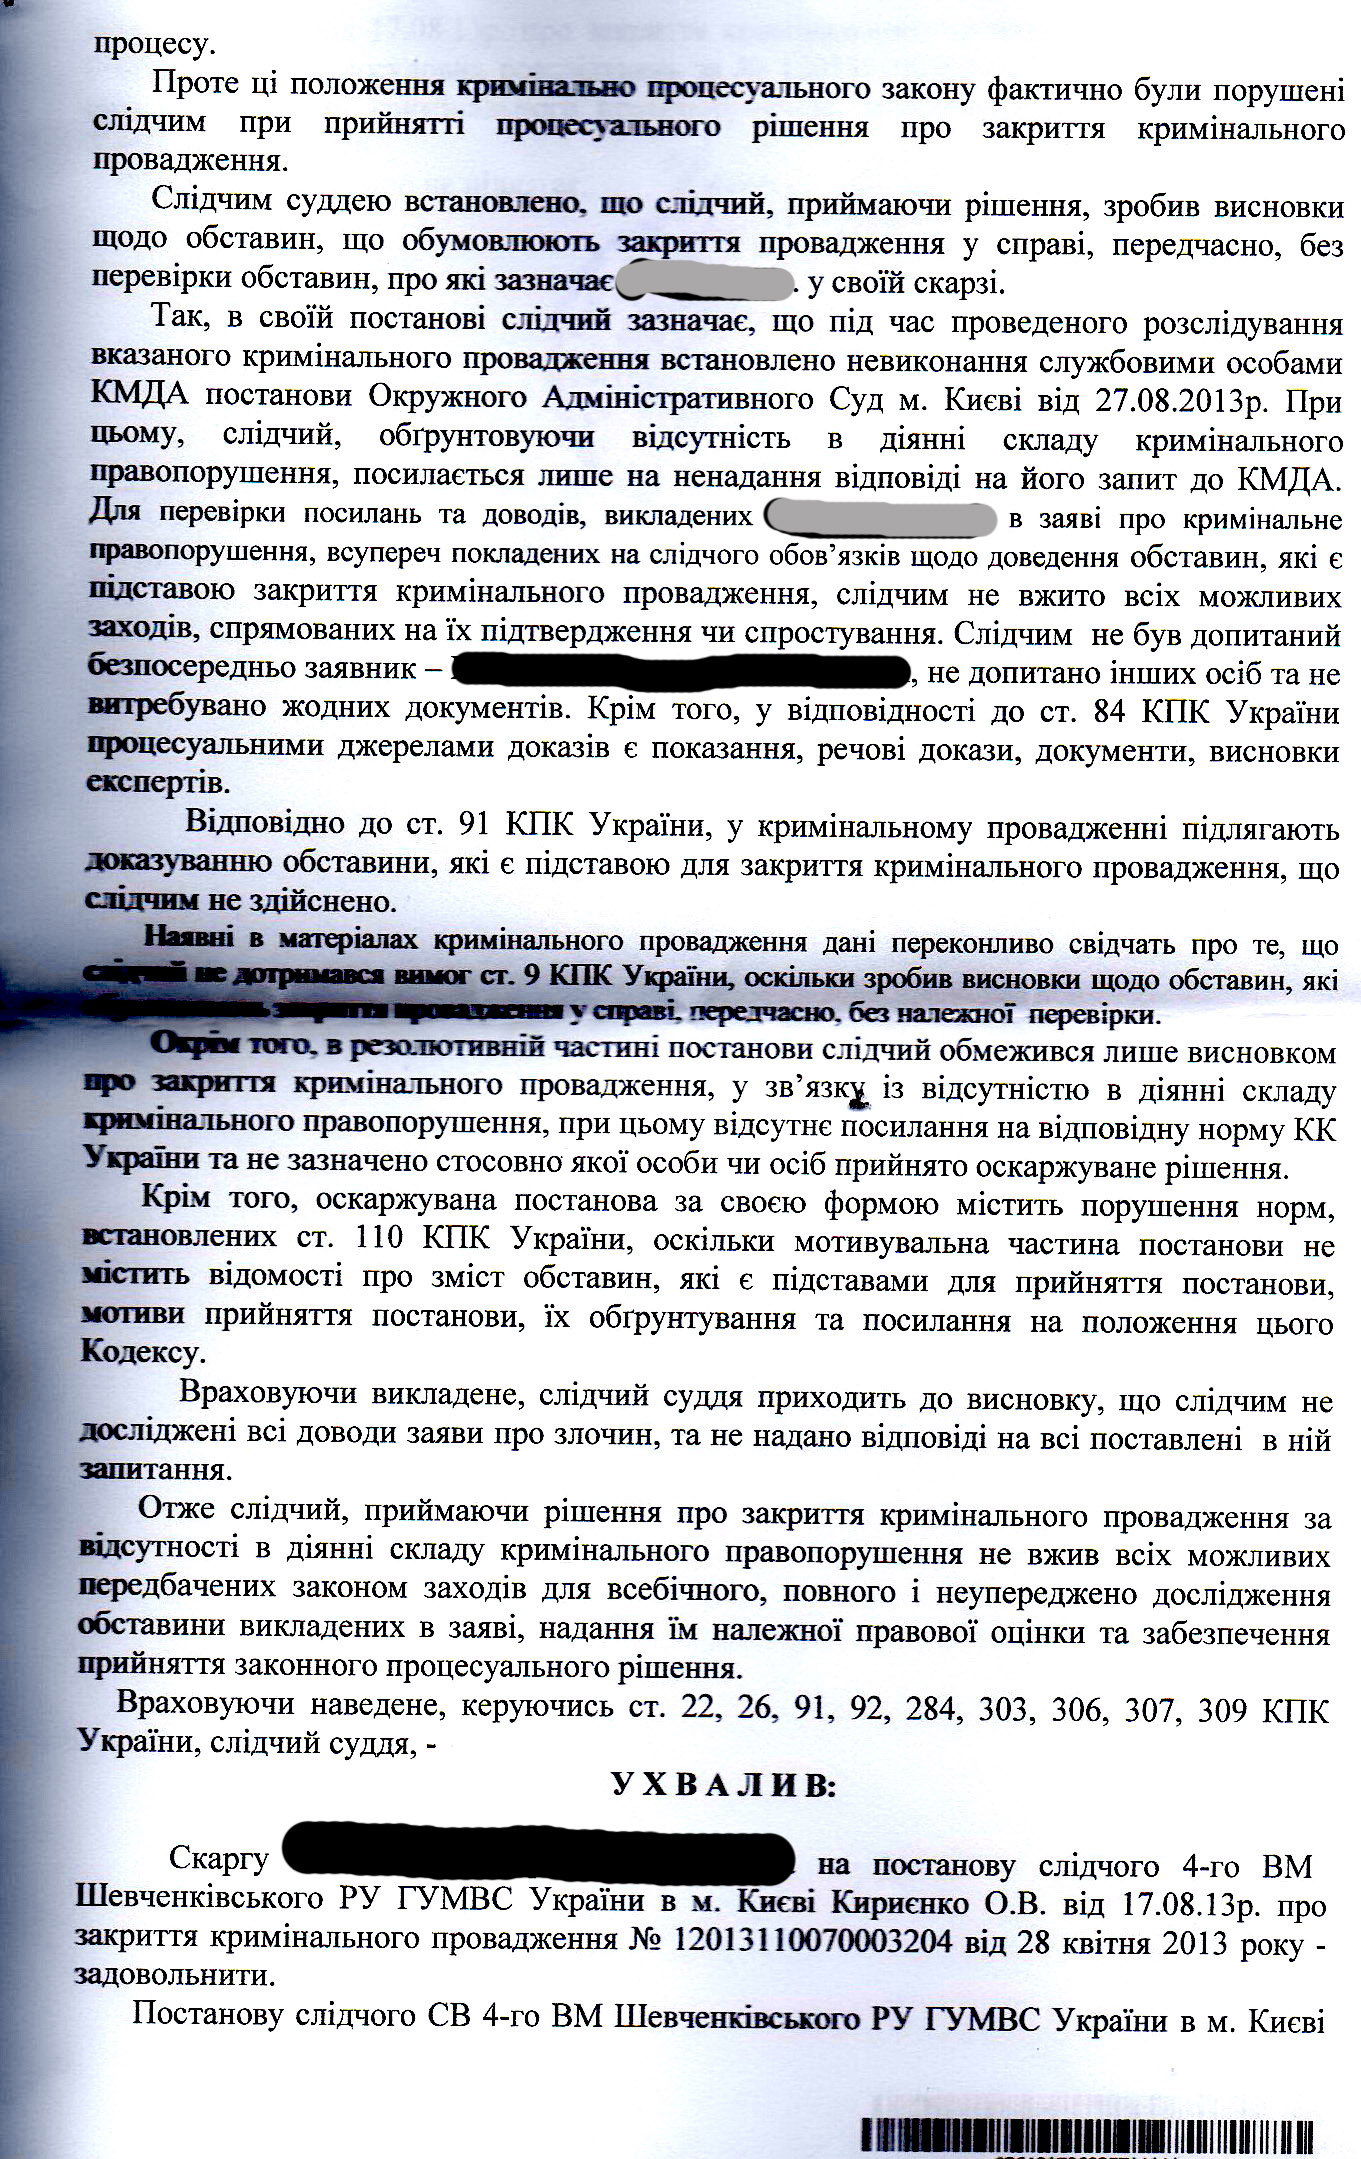 процесу.
Проте ці положення кримінально процесуального закону фактично були порушені
слідчим при прийнятті процесуального рішення про закриття кримінального
провадження.
Слідчим суддею встановлено, що слідчий, приймаючи рішення, зробив висновки
щодо обставин, що обумовлюють закриття провадження у справі, передчасно, без
перевірки обставин, про які зазначає . у своїй скарзі.
Так, в своїй постанові слідчий зазначає, що під час проведеного розслідування
вказаного кримінального провадження встановлено невиконання службовими особами
КМДА постанови Окружного Адміністративного Суд м. Києві від 27.08.2013р. При
цьому, слідчий, обґрунтовуючи відсутність в діянні складу кримінального
правопорушення, посилається лише на ненадання відповіді на його запит до КМДА.
Для перевірки посилань та доводів, викладених в заяві про кримінальне
правопорушення, всупереч покладених на слідчого обов’язків щодо доведення обставин, які є
підставою закриття кримінального провадження, слідчим не вжито всіх можливих
заходів, спрямованих на їх підтвердження чи спростування. Слідчим не був допитаний
безпосередньо заявник – , не допитано інших осіб та не
витребувано жодних документів. Крім того, у відповідності до ст. 84 КПК України
процесуальними джерелами доказів є показання, речові докази, документи, висновки
експертів.
Відповідно до ст. 91 КПК України, у кримінальному провадженні підлягають
доказуванню обставини, які є підставою для закриття кримінального провадження, що
слідчим не здійснено.
Наявні в матеріалах кримінального провадження дані переконливо свідчать про те, що
слідчий не дотримався вимог ст. 9 КПК України, оскільки зробив висновки щодо обставин, які
закриття провадження у справі, передчасно, без належної перевірки.
Окрім того, в резолютивній частині постанови слідчий обмежився лише висновком
про закриття кримінального провадження, у зв’язку із відсутністю в діянні складу
кримінального правопорушення, при цьому відсутнє посилання на відповідну норму КК
України та не зазначено стосовно якої особи чи осіб прийнято оскаржуване рішення.
Крім того, оскаржувана постанова за своєю формою містить порушення норм,
встановлених ст. 110 КПК України, оскільки мотивувальна частина постанови не
містить відомості про зміст обставин, які є підставами для прийняття постанови,
мотиви прийняття постанови, їх обґрунтування та посилання на положення цього
Кодексу.
Враховуючи викладене, слідчий суддя приходить до висновку, що слідчим не
досліджені всі доводи заяви про злочин, та не надано відповіді на всі поставлені в ній
запитання.
Отже слідчий, приймаючи рішення про закриття кримінального провадження за
відсутності в діянні складу кримінального правопорушення не вжив всіх можливих
передбачених законом заходів для всебічного, повного і неупереджено дослідження
обставини викладених в заяві, надання їм належної правової оцінки та забезпечення
прийняття законного процесуального рішення.
Враховуючи наведене, керуючись ст. 22, 26, 91, 92, 284, 303, 306, 307, 309 КПК
України, слідчий суддя, -
У Х В А Л И В:
Скаргу на постанову слідчого 4-го ВМ
Шевченківського РУ ГУМВС України в м. Києві Кириєнко О.В. від 17.08.13р. про
закриття кримінального провадження № 12013110070003204 від 28 квітня 2013 року -
задовольнити.
Постанову слідчого СВ 4-го ВМ Шевченківського РУ ГУМВС України в м. Києві